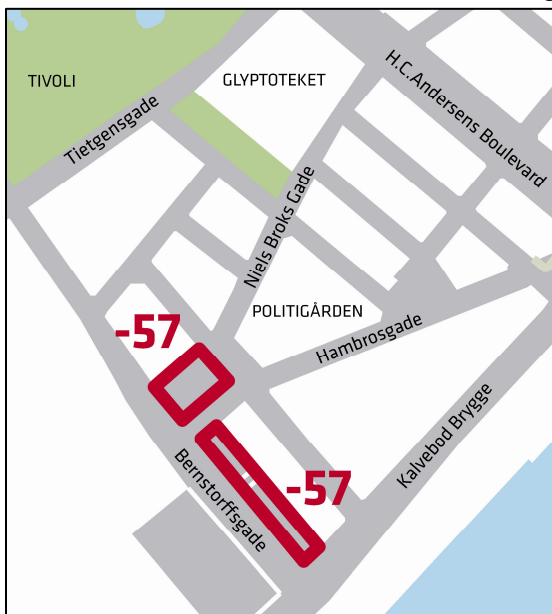 TIVOLI
GLYPTOTEKET
H.C.Andersens Boulevard
Tietgensgade
Niels Broks Gade
POLITIGÅRDEN
-57
Hambrosgade
Kalvebod Brygge
Bernstorffsgade
-57